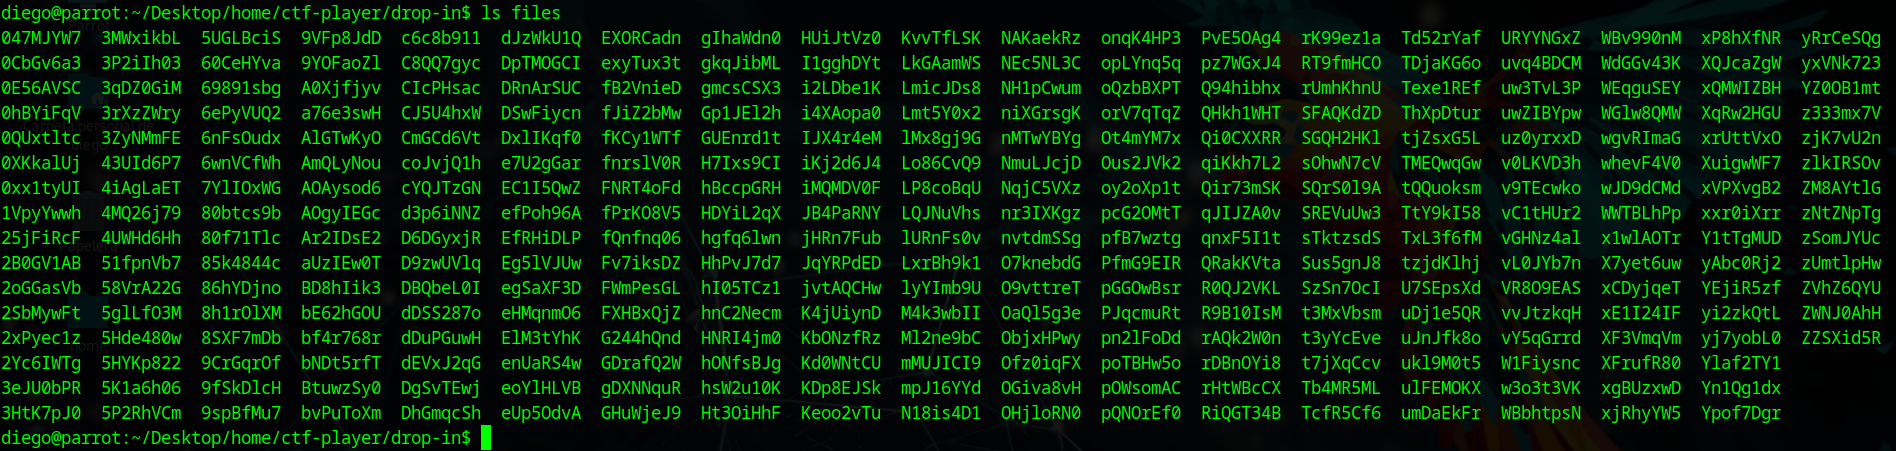 diego@parrot:~/Desktop/home/ctf-player/drop-in$ ls files
047MJYW7 3MWxikbL 5UGLBciS 9VFp8JdD c6c8b911 dJzWkU1Q EXORCadn gIhaWdn0 HUiJtVz0 KvvTfLSK NAKaekRz onqK4HP3 PvE5OAg4 rK99ez1a Td52rYaf URYYNGxZ WBv990nM xP8hXfNR yRrCeSQg
0CbGv6a3 3P2iIh03 60CeHYva 9YOFaoZl C8QQ7gyc DpTMOGCI exyTux3t gkqJibML I1gghDYt LkGAamWS NEc5NL3C opLYnq5q pz7WGxJ4 RT9fmHCO TDjaKG6o uvq4BDCM WdGGv43K XQJcaZgW yxVNk723
0E56AVSC 3qDZ0GiM 69891sbg A0Xjfjyv CIcPHsac DRnArSUC fB2VnieD gmcsCSX3 i2LDbe1K LmicJDs8 NH1pCwum oQzbBXPT Q94hibhx rUmhKhnU Texe1REf uw3TvL3P WEqguSEY xQMWIZBH YZ0OB1mt
0hBYiFqV 3rXzZWry 6ePyVUQ2 a76e3swH CJ5U4hxW DSwFiycn fJiZ2bMw Gp1JEl2h i4XAopa0 Lmt5Y0x2 niXGrsgK orV7qTqZ QHkh1WHT SFAQKdZD ThXpDtur uwZIBYpw WGlw8QMW XqRw2HGU z333mx7V
0QUxtltc 3ZyNMmFE 6nFsOudx AlGTwKyO CmGCd6Vt DxlIKqf0 fKCy1WTf GUEnrd1t IJX4r4eM lMx8gj9G nMTwYBYg Ot4mYM7x Qi0CXXRR SGQH2HKl tjZsxG5L uz0yrxxD wgvRImaG xrUttVxO zjK7vU2n
0XKkalUj 43UId6P7 6wnVCfWh AmQLyNou coJvjQ1h e7U2gGar fnrslV0R H7Ixs9CI iKj2d6J4 Lo86CvQ9 NmuLJcjD Ous2JVk2 qiKkh7L2 sOhwN7cV TMEQwqGw v0LKVD3h whevF4V0 XuigwWF7 zlkIRSOv
0xx1tyUI 4iAgLaET 7YlIOxWG AOAysod6 cYQJTzGN EC1I5QwZ FNRT4oFd hBccpGRH iMQMDV0F LP8coBqU NqjC5VXz oy2oXp1t Qir73mSK SQrS0l9A tQQuoksm v9TEcwko wJD9dCMd xVPXvgB2 ZM8AYtlG
1VpyYwwh 4MQ26j79 80btcs9b AOgyIEGc d3p6iNNZ efPoh96A fPrKO8V5 HDYiL2qX JB4PaRNY LQJNuVhs nr3IXKgz pcG2OMtT qJIJZA0v SREVuUw3 TtY9kI58 vC1tHUr2 WWTBLhPp xxr0iXrr zNtZNpTg
25jFiRcF 4UWHd6Hh 80f71Tlc Ar2IDsE2 D6DGyxjR EfRHiDLP fQnfnq06 hgfq6lwn jHRn7Fub lURnFs0v nvtdmSSg pfB7wztg qnxF5I1t sTktzsdS TxL3f6fM vGHNz4al x1wlAOTr Y1tTgMUD zSomJYUc
2B0GV1AB 51fpnVb7 85k4844c aUzIEw0T D9zwUVlq Eg5lVJUw Fv7iksDZ HhPvJ7d7 JqYRPdED LxrBh9k1 O7knebdG PfmG9EIR QRakKVta Sus5gnJ8 tzjdKlhj vL0JYb7n X7yet6uw yAbc0Rj2 zUmtlpHw
2oGGasVb 58VrA22G 86hYDjno BD8hIik3 DBQbeL0I egSaXF3D FWmPesGL hI05TCz1 jvtAQCHw lyYImb9U O9vttreT pGGOwBsr R0QJ2VKL SzSn7OcI U7SEpsXd VR8O9EAS xCDyjqeT YEjiR5zf ZVhZ6QYU
2SbMywFt 5glLfO3M 8h1rOlXM bE62hGOU dDSS287o eHMqnmO6 FXHBxQjZ hnC2Necm K4jUiynD M4k3wbII OaQl5g3e PJqcmuRt R9B10IsM t3MxVbsm uDj1e5QR vvJtzkqH xE1I24IF yi2zkQtL ZWNJ0AhH
2xPyec1z 5Hde480w 8SXF7mDb bf4r768r dDuPGuwH ElM3tYhK G244hQnd HNRI4jm0 KbONzfRz Ml2ne9bC ObjxHPwy pn2lFoDd rAQk2W0n t3yYcEve uJnJfk8o vY5qGrrd XF3VmqVm yj7yobL0 ZZSXid5R
2Yc6IWTg 5HYKp822 9CrGqrOf bNDt5rfT dEVxJ2qG enUaRS4w GDrafQ2W hONfsBJg Kd0WNtCU mMUJICI9 Ofz0iqFX poTBHw5o rDBnOYi8 t7jXqCcv ukl9M0t5 W1Fiysnc XFrufR80 Ylaf2TY1
3eJU0bPR 5K1a6h06 9fSkDlcH BtuwzSy0 DgSvTEwj eoYlHLVB gDXNNquR hsW2u10K KDp8EJSk mpJ16YYd OGiva8vH pOWsomAC rHtWBcCX Tb4MR5ML ulFEMOKX w3o3t3VK xgBUzxwD Yn1Qg1dx
3HtK7pJ0 5P2RhVCm 9spBfMu7 bvPuToXm DhGmqcSh eUp5OdvA GHuWjeJ9 Ht3OiHhF Keoo2vTu N18is4D1 OHjloRN0 pQNOrEf0 RiQGT34B TcfR5Cf6 umDaEkFr WBbhtpsN xjRhyYW5 Ypof7Dgr
diego@parrot:~/Desktop/home/ctf-player/drop-in$